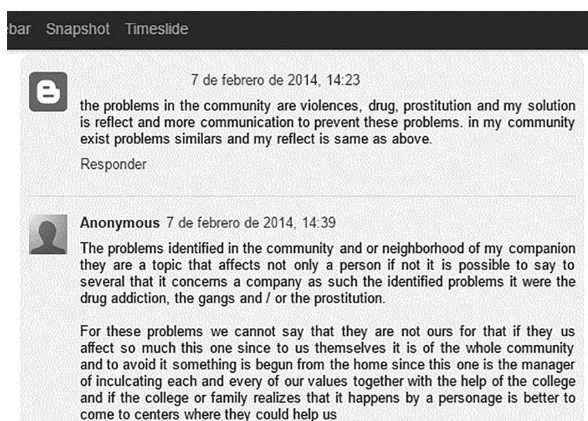 bar Snapshot Timeslide
7 de febrero de 2014, 14:23
the problems in the community are violences, drug, prostitution and my solution
is reflect and more communication to prevent these problems. in my community
exist problems similars and my reflect is same as above.
Responder
Anonymous 7 de febrero de 2014, 14:39
The problems identified in the community and or neighborhood of my companion
they are a topic that affects not only a person if not it is possible to say to
several that it concerns a company as such the identified problems it were the
drug addiction, the gangs and / or the prostitution.
For these problems we cannot say that they are not ours for that if they us
affect so much this one since to us themselves it is of the whole community
and to avoid it something is begun from the home since this one is the manager
of inculcating each and every of our values together with the help of the college
and if the college or family realizes that it happens by a personage is better to
come to centers where they could help us